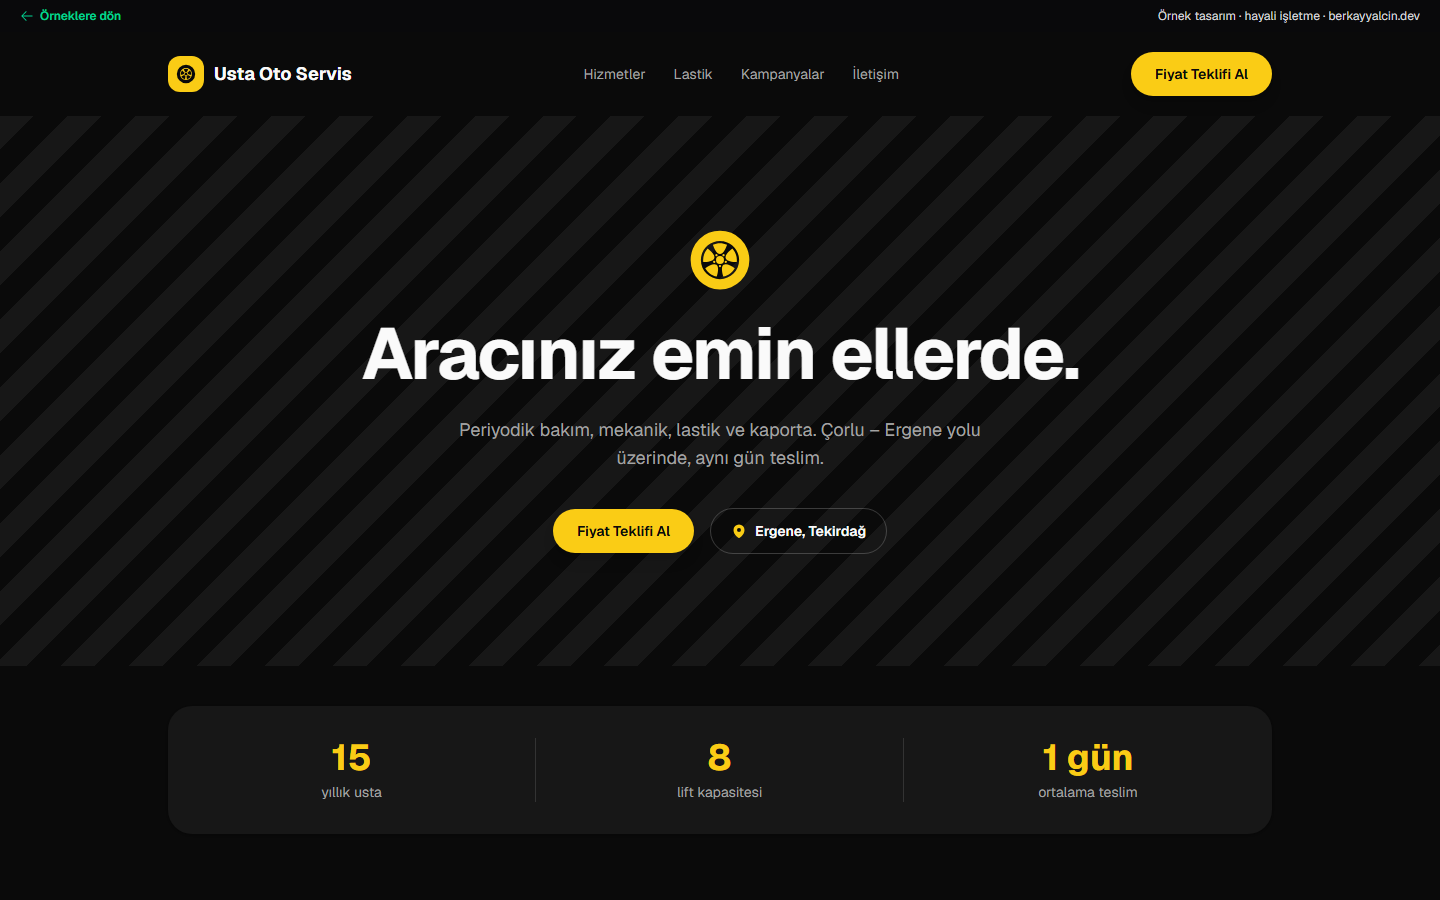 Örneklere dön
Örnek tasarım · hayali işletme · berkayyalcin.dev
Usta Oto Servis
Hizmetler
Lastik
Kampanyalar
İletişim
Fiyat Teklifi Al
Aracınız emin ellerde.
Periyodik bakım, mekanik, lastik ve kaporta. Çorlu – Ergene yolu
üzerinde, aynı gün teslim.
Fiyat Teklifi Al
Ergene, Tekirdağ
15
yıllık usta
8
lift kapasitesi
1 gün
ortalama teslim